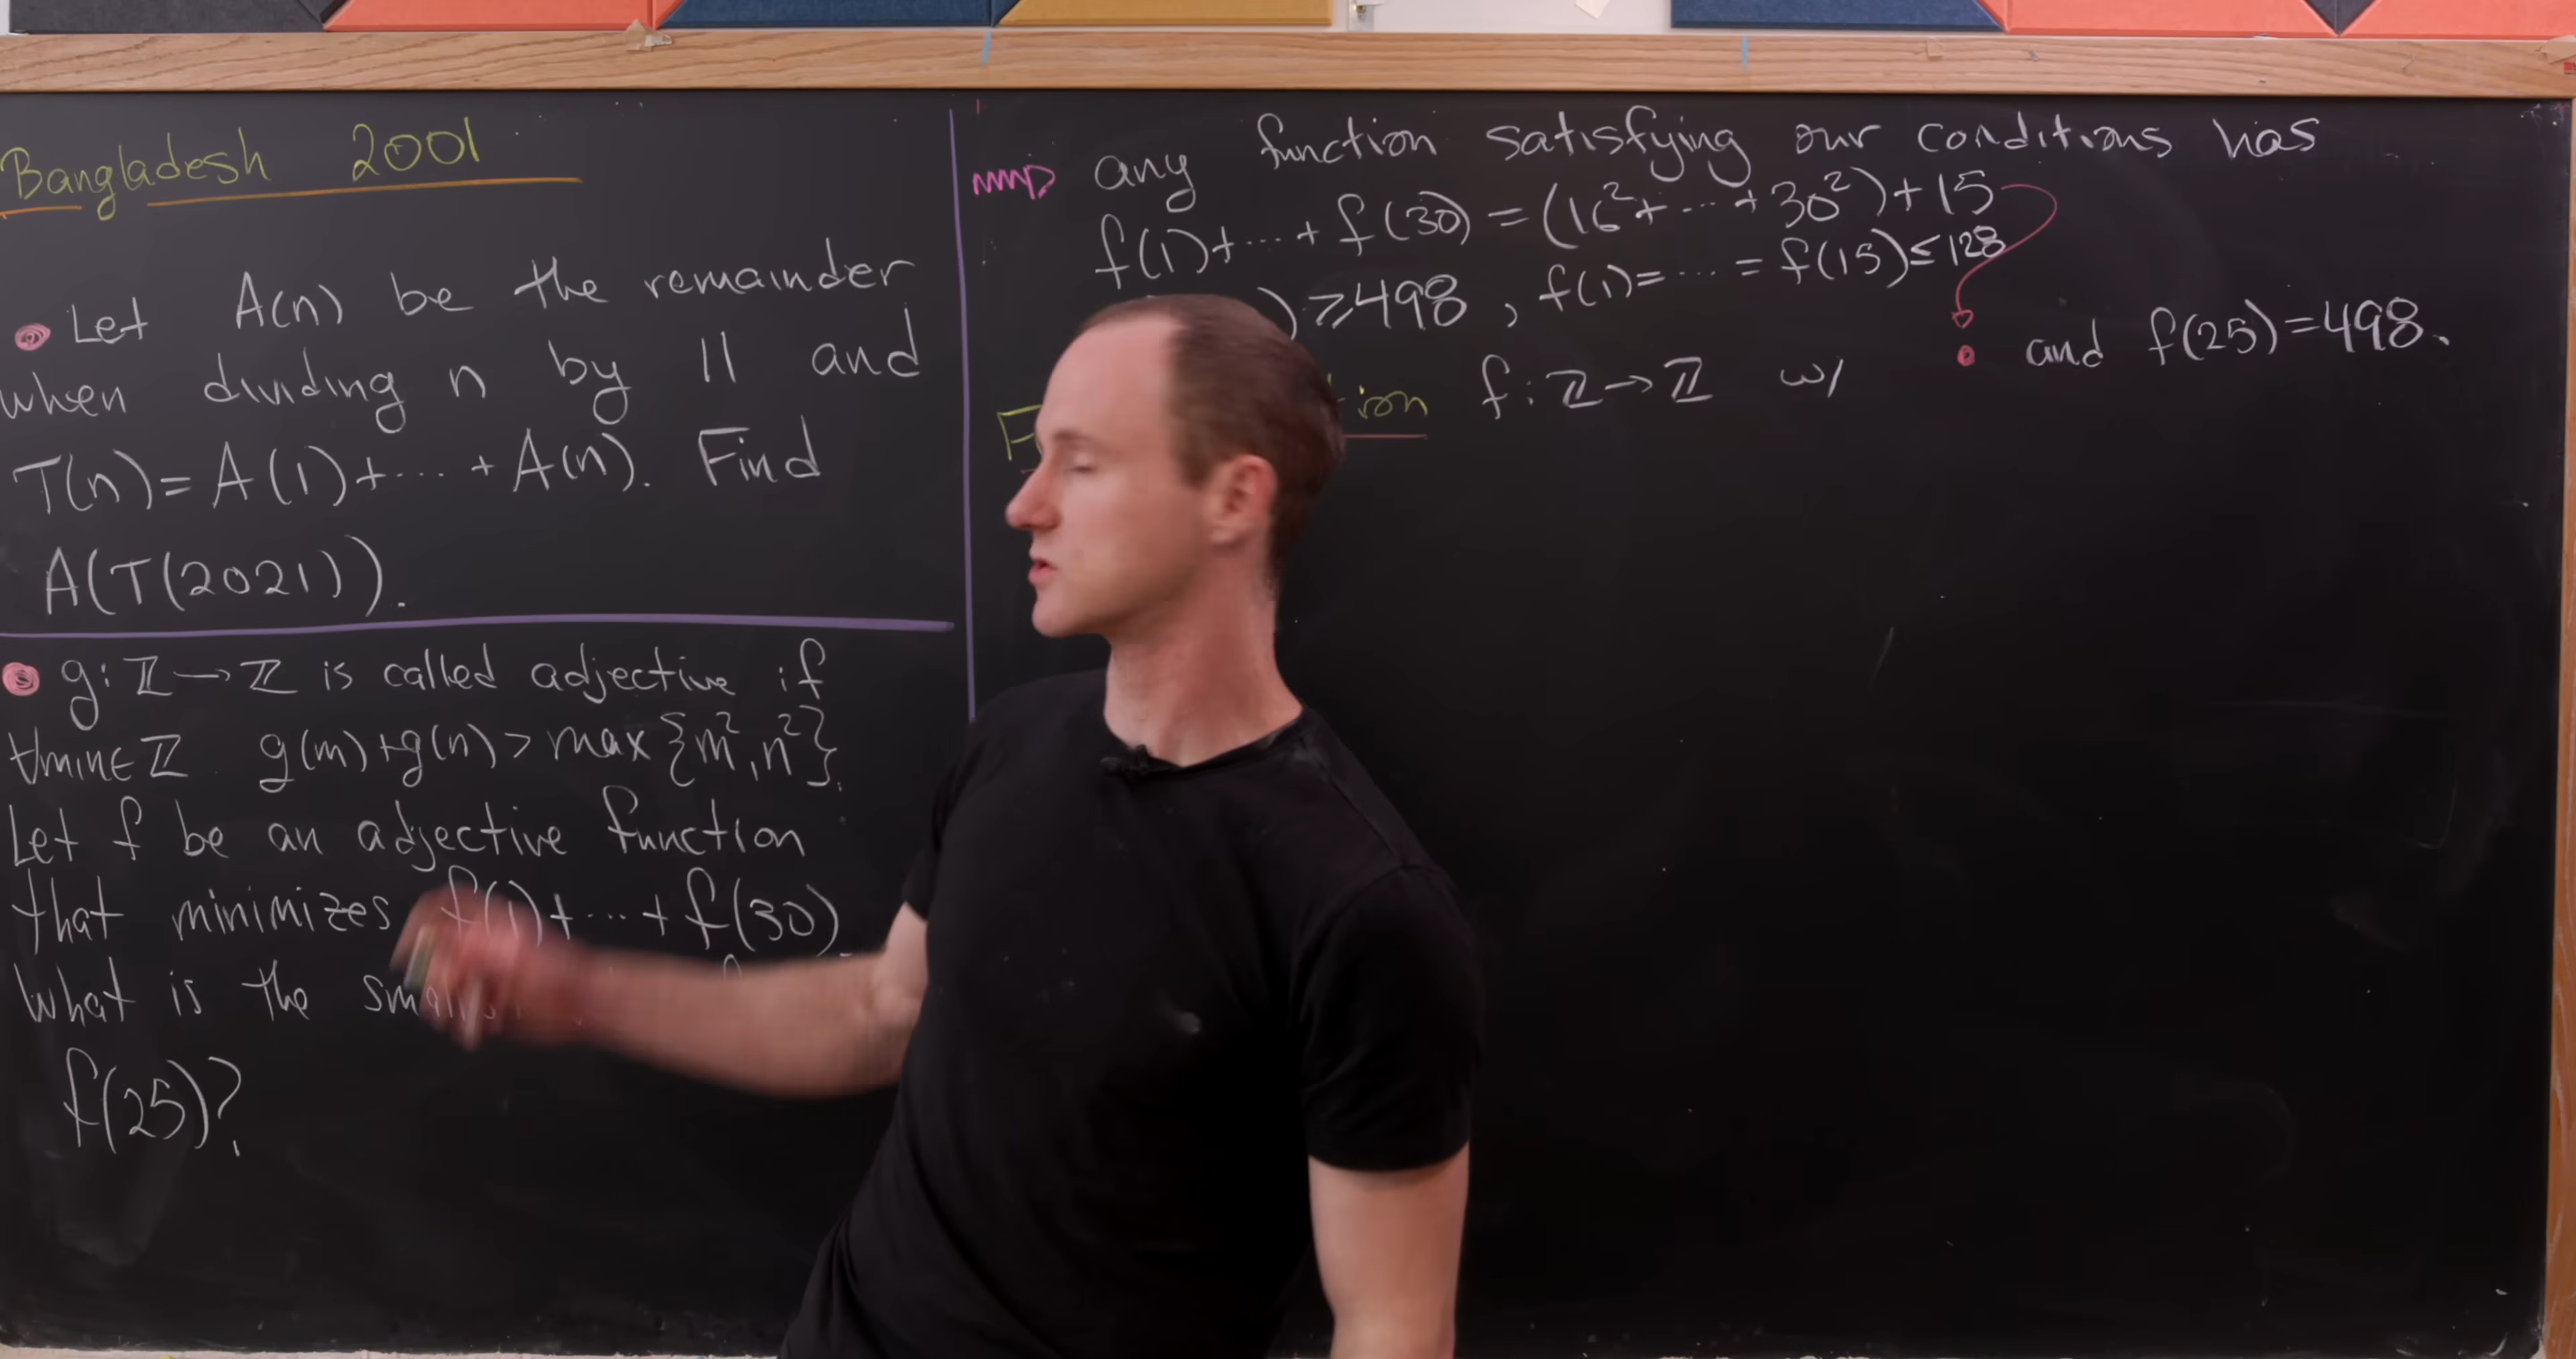 Bangladesh 2001
Let A(n) be the remainder
when dividing n by 11 and
T(n)=A(1)+...+A(n). Find
A(T(2021)).
g:ℤ→ℤ is called adjective if
∀m,n∈ℤ g(m)+g(n)>max{m²,n²}.
Let f be an adjective function
that minimizes f(1)+...+f(30).
What is the
f(25)?
any function satisfying our conditions has
f(1)+...+f(30)=(16²+...+30²)+15
)≥498, f(1)=...=f(15)≤128
and f(25)=498.
f:ℤ→ℤ w/